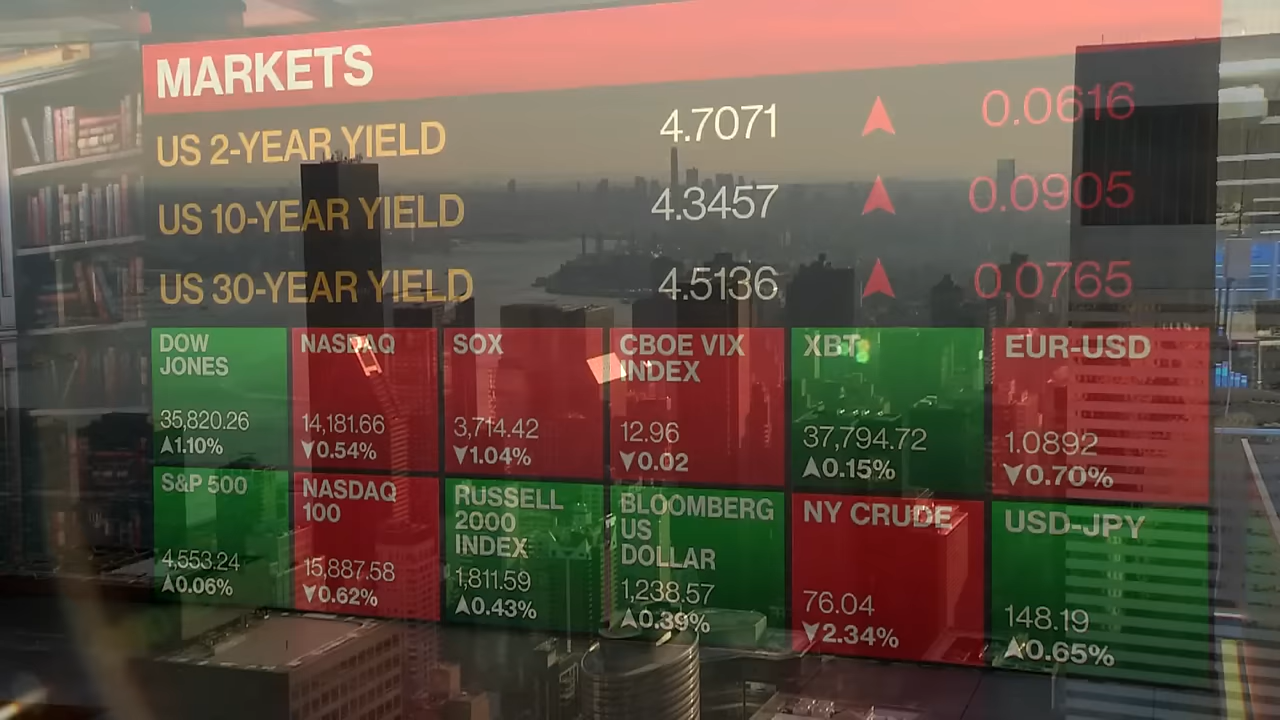 MARKETS
US 2-YEAR YIELD 4.7071 ▲ 0.0616
US 10-YEAR YIELD 4.3457 ▲ 0.0905
US 30-YEAR YIELD 4.5136 ▲ 0.0765
DOW
JONES
35,820.26
▲1.10%
NASDAQ
14,181.66
▼0.54%
SOX
3,714.42
▼1.04%
CBOE VIX
INDEX
12.96
▼0.02
XBT
37,794.72
▲0.15%
EUR-USD
1.0892
▼0.70%
S&P 500
4,553.24
▲0.06%
NASDAQ
100
15,887.58
▼0.62%
RUSSELL
2000
INDEX
1,811.59
▲0.43%
BLOOMBERG
US
DOLLAR
1,238.57
▲0.39%
NY CRUDE
76.04
▼2.34%
USD-JPY
148.19
▲0.65%